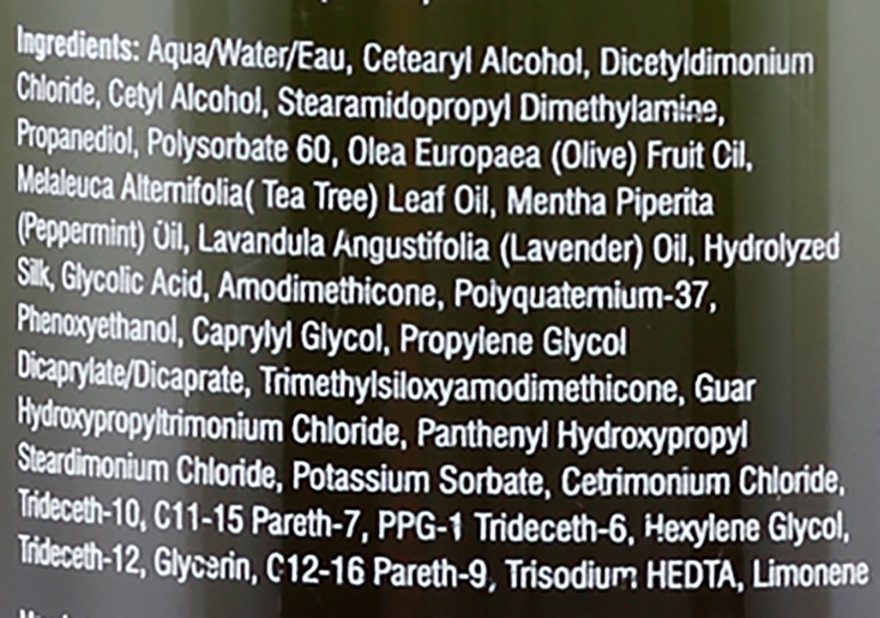 Ingredients: Aqua/Water/Eau, Cetearyl Alcohol, Dicetyldimonium
Chloride, Cetyl Alcohol, Stearamidopropyl Dimethylamine,
Propanediol, Polysorbate 60, Olea Europaea (Olive) Fruit Oil,
Melaleuca Alternifolia( Tea Tree) Leaf Oil, Mentha Piperita
(Peppermint) Oil, Lavandula Angustifolia (Lavender) Oil, Hydrolyzed
Silk, Glycolic Acid, Amodimethicone, Polyquaternium-37,
Phenoxyethanol, Caprylyl Glycol, Propylene Glycol
Dicaprylate/Dicaprate, Trimethylsiloxyamodimethicone, Guar
Hydroxypropyltrimonium Chloride, Panthenyl Hydroxypropyl
Steardimonium Chloride, Potassium Sorbate, Cetrimonium Chloride,
Trideceth-10, C11-15 Pareth-7, PPG-1 Trideceth-6, Hexylene Glycol,
Trideceth-12, Glycerin, C12-16 Pareth-9, Trisodium HEDTA, Limonene